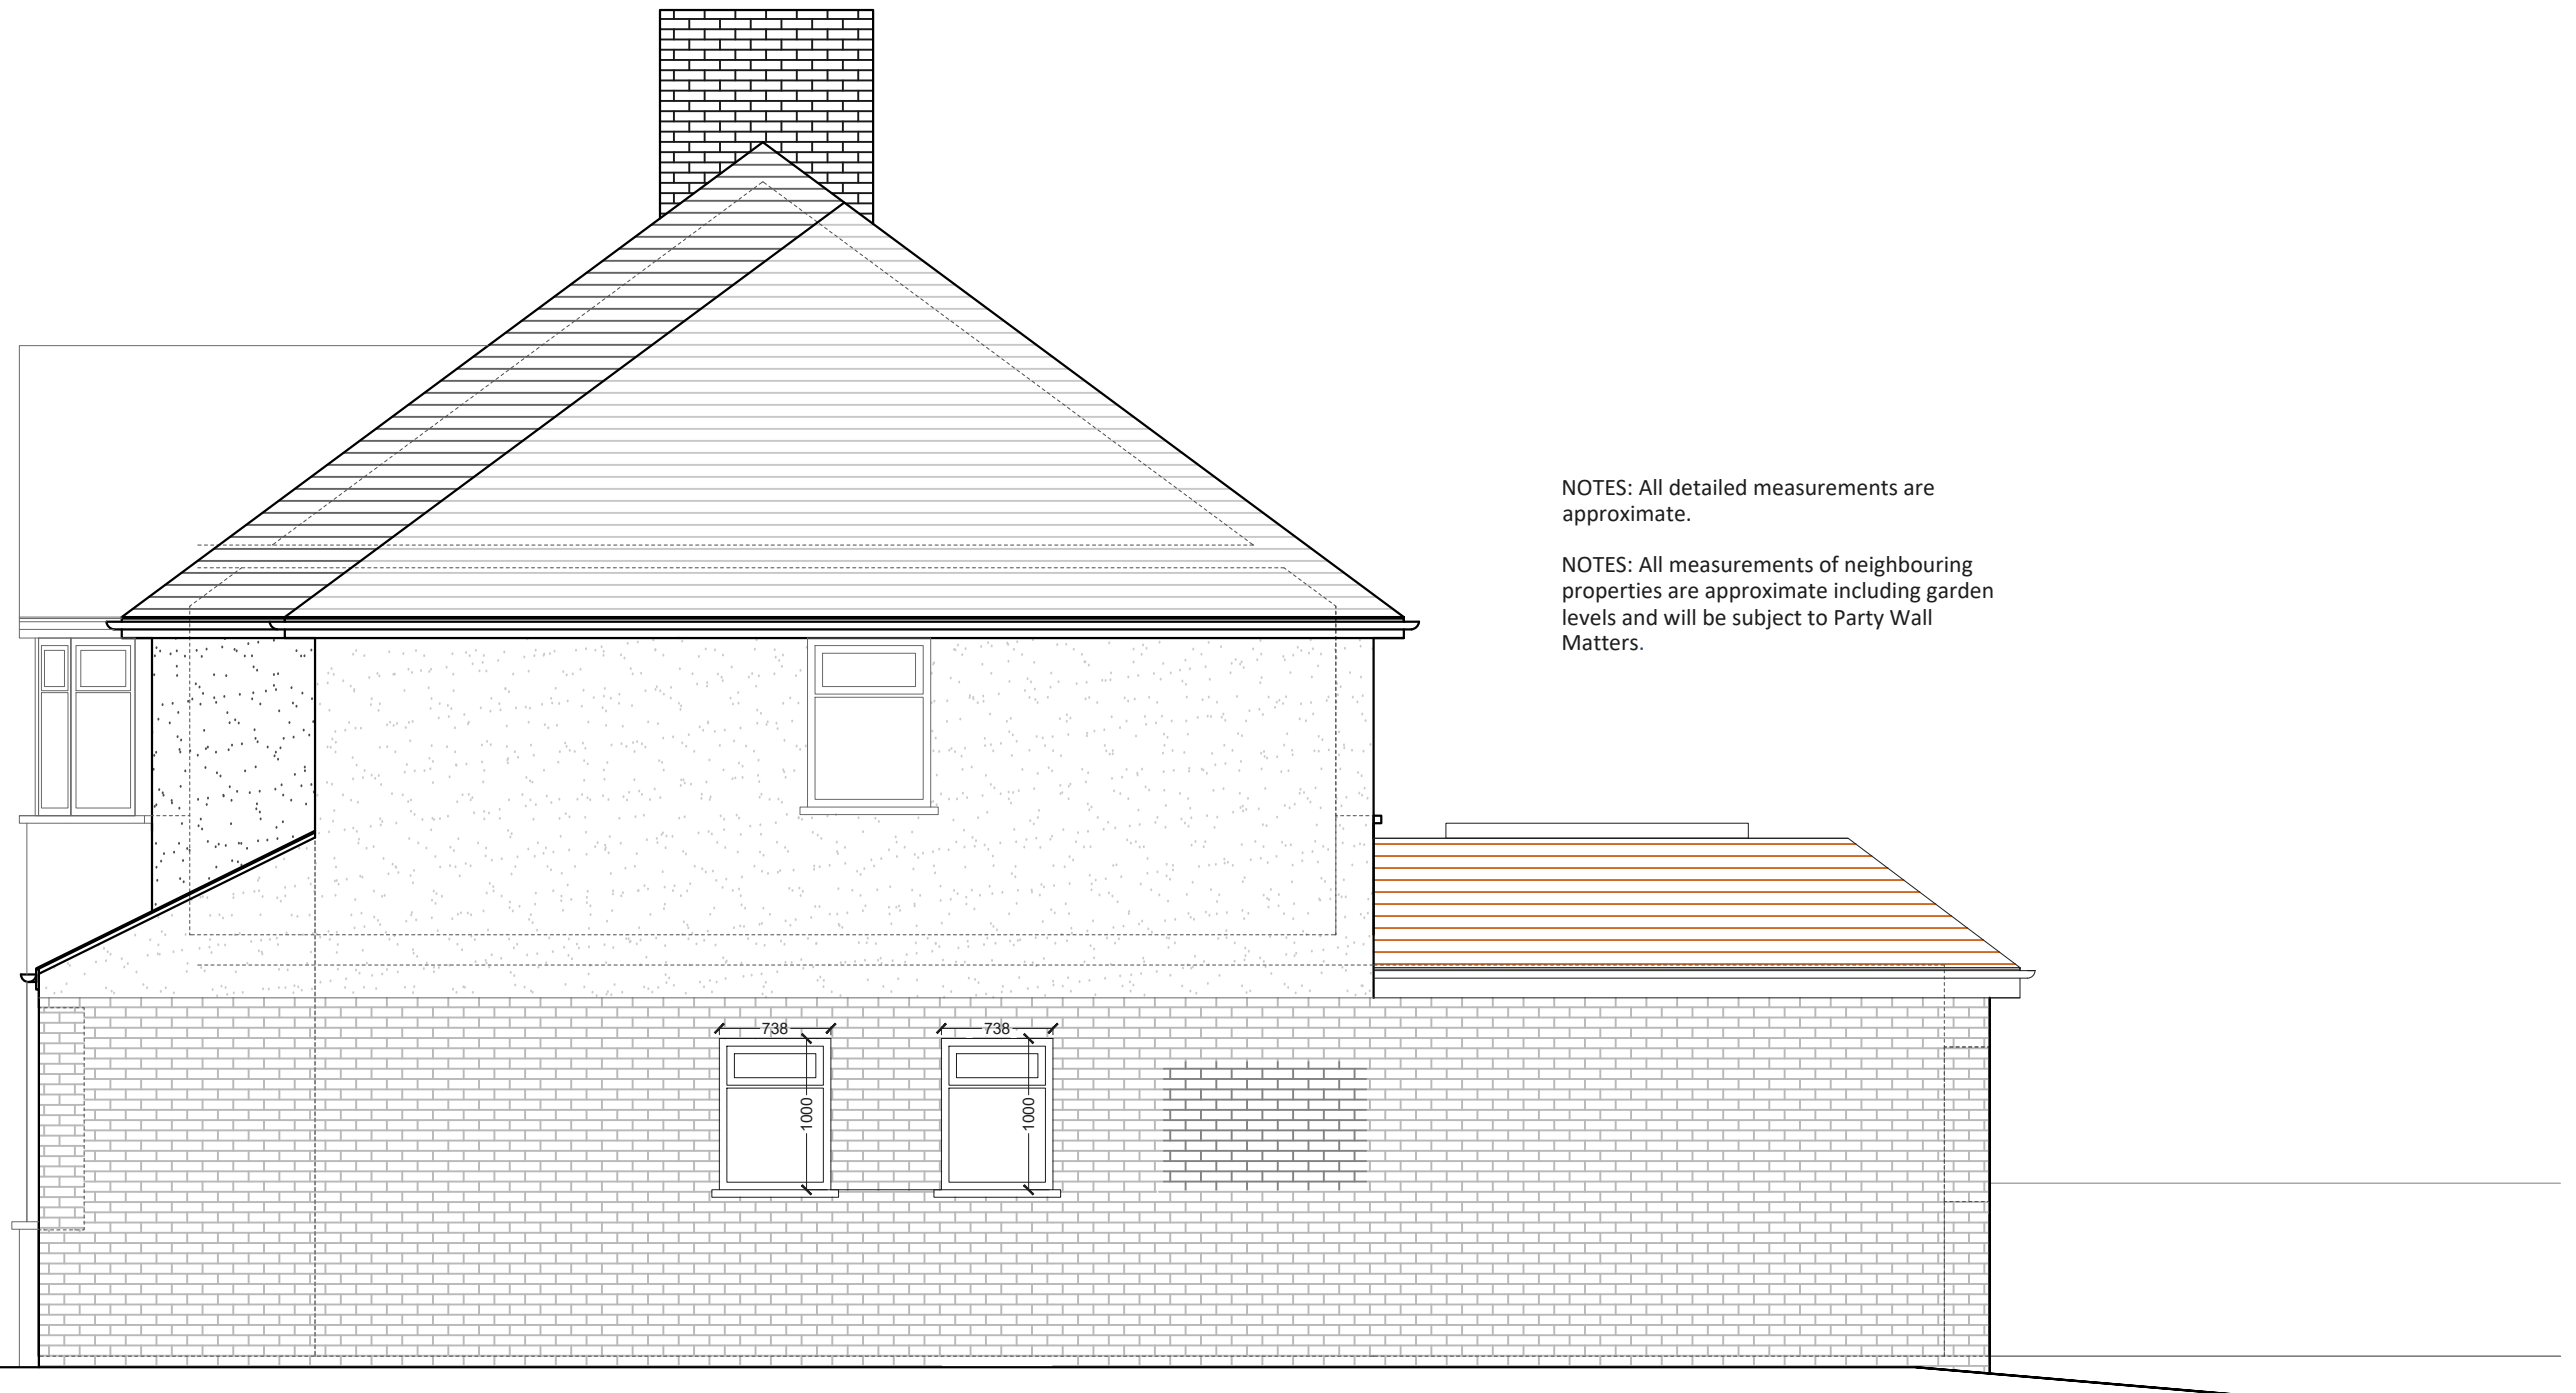 NOTES: All detailed measurements are
approximate.
NOTES: All measurements of neighbouring
properties are approximate including garden
levels and will be subject to Party Wall
Matters.
738
738
1000
1000